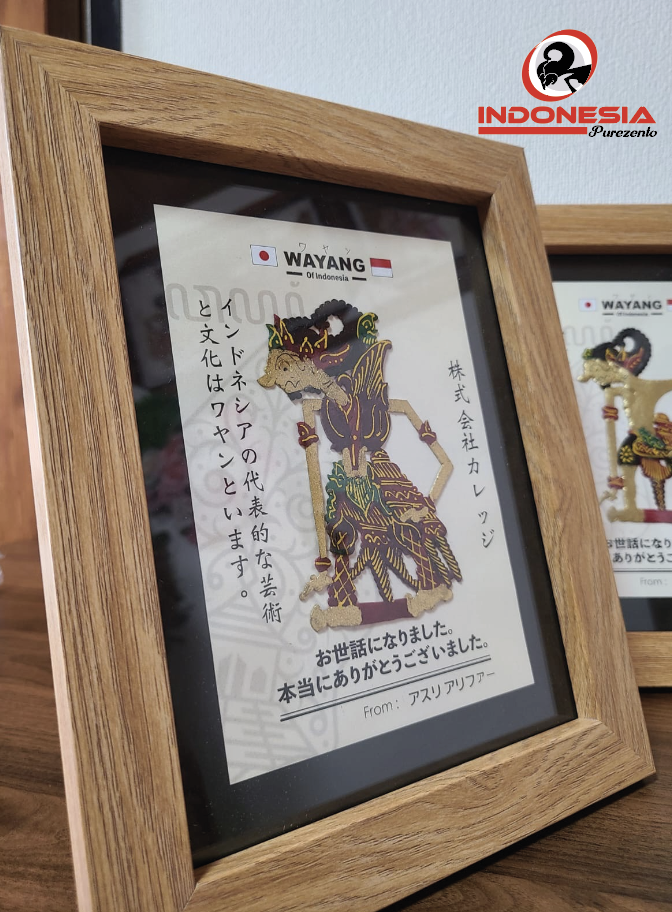 INDONESIA
Purezento
ワヤン
WAYANG
Of Indonesia
株式会社カレッジ
インドネシアの代表的な芸術
と文化はワヤンといいます。
お世話になりました。
本当にありがとうございました。
From : アスリ アリファー
ワヤン
WAYANG
Of Indonesia
お世話になり
ありがとうご
From :